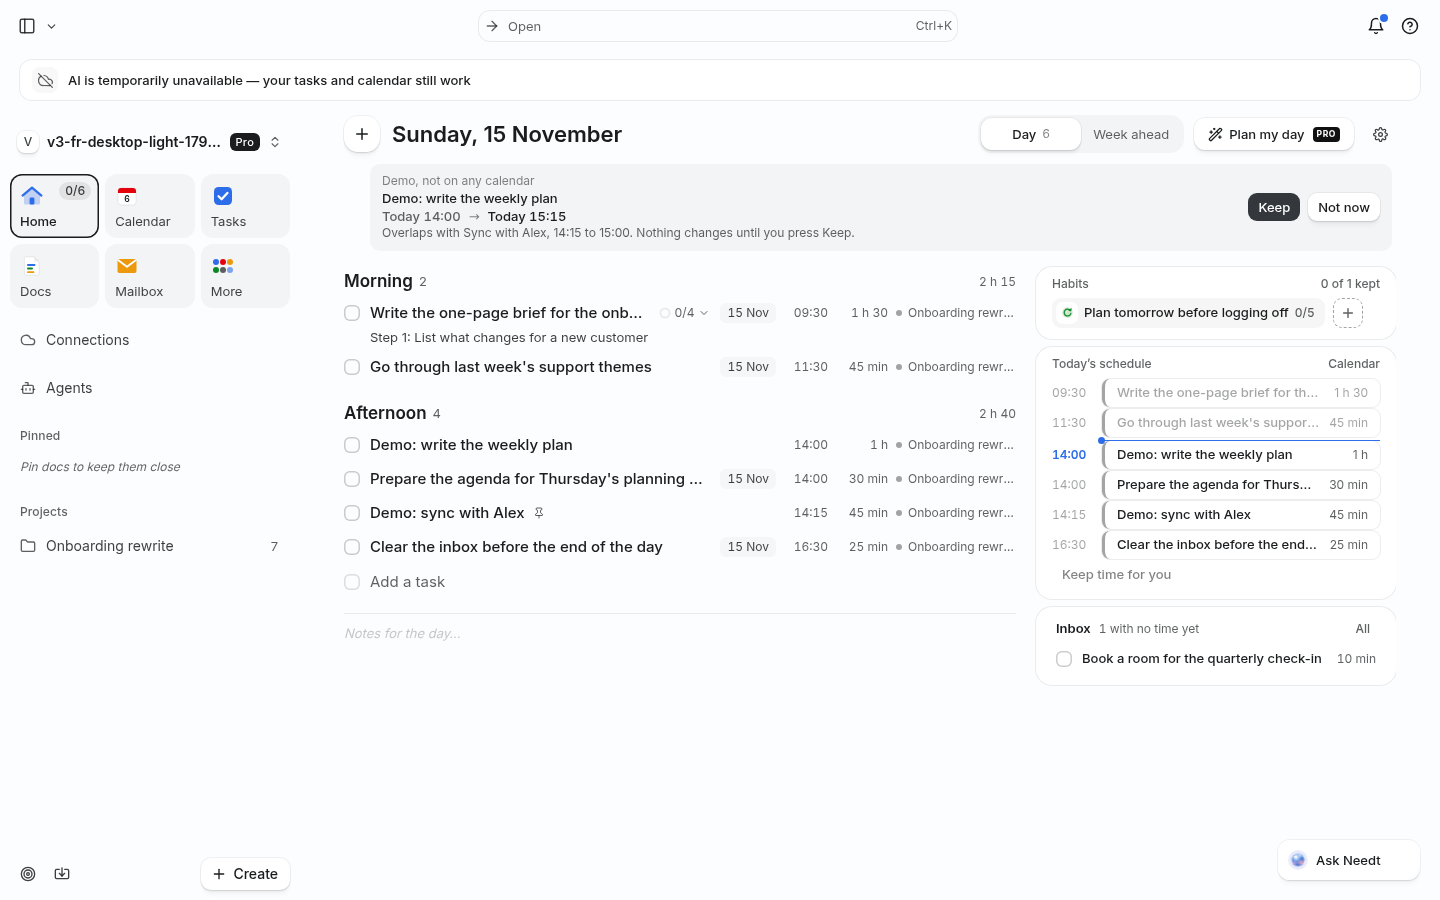 Open
Ctrl+K
AI is temporarily unavailable — your tasks and calendar still work
V
v3-fr-desktop-light-179...
Pro
Home
0/6
6
Calendar
Tasks
Docs
Mailbox
More
Connections
Agents
Pinned
Pin docs to keep them close
Projects
Onboarding rewrite
7
Create
Sunday, 15 November
Day 6
Week ahead
Plan my day PRO
Demo, not on any calendar
Demo: write the weekly plan
Today 14:00 → Today 15:15
Overlaps with Sync with Alex, 14:15 to 15:00. Nothing changes until you press Keep.
Keep
Not now
Morning 2
2 h 15
Write the one-page brief for the onb... 0/4 15 Nov 09:30 1 h 30 Onboarding rewr...
Step 1: List what changes for a new customer
Go through last week's support themes 15 Nov 11:30 45 min Onboarding rewr...
Afternoon 4
2 h 40
Demo: write the weekly plan 14:00 1 h Onboarding rewr...
Prepare the agenda for Thursday's planning ... 15 Nov 14:00 30 min Onboarding rewr...
Demo: sync with Alex 14:15 45 min Onboarding rewr...
Clear the inbox before the end of the day 15 Nov 16:30 25 min Onboarding rewr...
Add a task
Notes for the day...
Habits
0 of 1 kept
Plan tomorrow before logging off 0/5
Today's schedule
Calendar
09:30 Write the one-page brief for th... 1 h 30
11:30 Go through last week's suppor... 45 min
14:00 Demo: write the weekly plan 1 h
14:00 Prepare the agenda for Thurs... 30 min
14:15 Demo: sync with Alex 45 min
16:30 Clear the inbox before the end... 25 min
Keep time for you
Inbox 1 with no time yet
All
Book a room for the quarterly check-in 10 min
Ask Needt